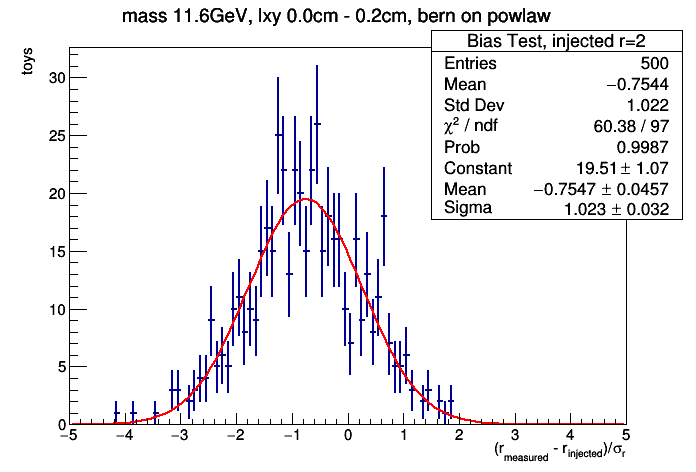 mass 11.6GeV, lxy 0.0cm - 0.2cm, bern on powlaw
Bias Test, injected r=2
Entries 500
Mean −0.7544
Std Dev 1.022
χ² / ndf 60.38 / 97
Prob 0.9987
Constant 19.51 ± 1.07
Mean −0.7547 ± 0.0457
Sigma 1.023 ± 0.032
toys
30
25
20
15
10
5
0
−5 −4 −3 −2 −1 0 1 2 3 4 5
(r_measured - r_injected)/σ_r